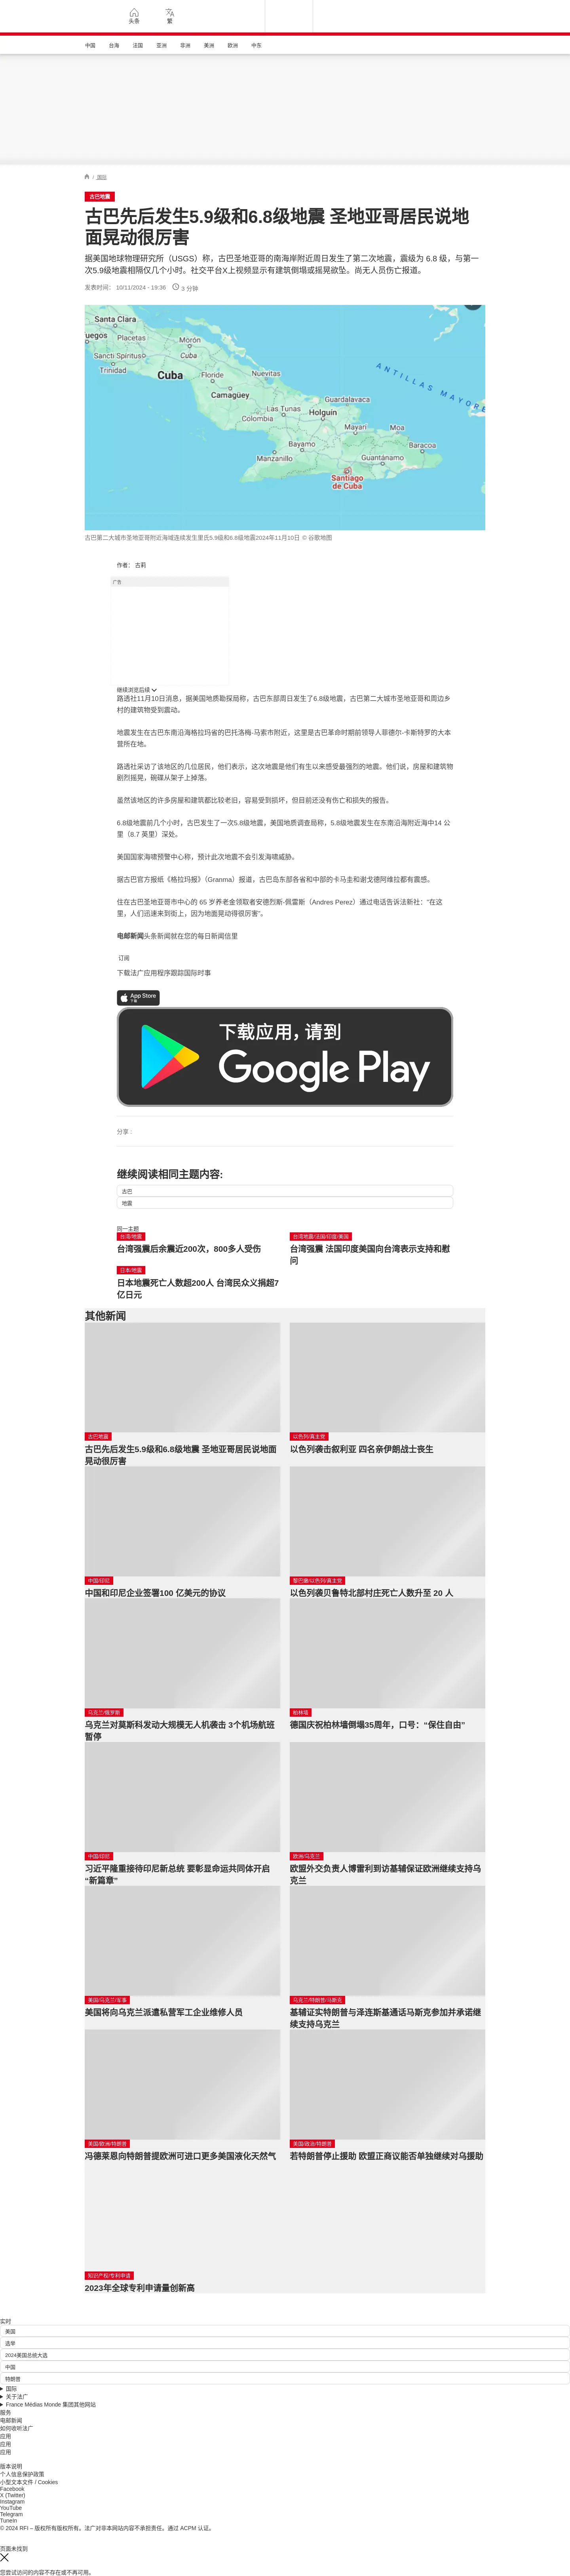 头条
繁
中国 台海 法国 亚洲 非洲 美洲 欧洲 中东
/ 国际
古巴地震
古巴先后发生5.9级和6.8级地震 圣地亚哥居民说地
面晃动很厉害
据美国地球物理研究所（USGS）称，古巴圣地亚哥的南海岸附近周日发生了第二次地震，震级为 6.8 级，与第一
次5.9级地震相隔仅几个小时。社交平台X上视频显示有建筑倒塌或摇晃欲坠。尚无人员伤亡报道。
发表时间： 10/11/2024 - 19:36 3 分钟
Santa Clara
uegos
Placetas
Sancti Spíritus
Trinidad
Morón
Cuba
Cuba
Florida
Camagüey
Nuevitas
Las Tunas
Colombia
Guardalavaca
Holguin
Mayarí
Moa
Bayamo
Manzanillo
Baracoa
Guantánamo
Santiago
de Cuba
ANTILLAS MAYORE
古巴第二大城市圣地亚哥附近海域连续发生里氏5.9级和6.8级地震2024年11月10日 © 谷歌地图
作者： 古莉
广告
继续浏览后续
路透社11月10日消息，据美国地质勘探局称，古巴东部周日发生了6.8级地震，古巴第二大城市圣地亚哥和周边乡
村的建筑物受到震动。
地震发生在古巴东南沿海格拉玛省的巴托洛梅-马索市附近，这里是古巴革命时期前领导人菲德尔-卡斯特罗的大本
营所在地。
路透社采访了该地区的几位居民，他们表示，这次地震是他们有生以来感受最强烈的地震。他们说，房屋和建筑物
剧烈摇晃，碗碟从架子上掉落。
虽然该地区的许多房屋和建筑都比较老旧，容易受到损坏，但目前还没有伤亡和损失的报告。
6.8级地震前几个小时，古巴发生了一次5.8级地震，美国地质调查局称，5.8级地震发生在东南沿海附近海中14 公
里（8.7 英里）深处。
美国国家海啸预警中心称，预计此次地震不会引发海啸威胁。
据古巴官方报纸《格拉玛报》（Granma）报道，古巴岛东部各省和中部的卡马圭和谢戈德阿维拉都有震感。
住在古巴圣地亚哥市中心的 65 岁养老金领取者安德烈斯-佩雷斯（Andres Perez）通过电话告诉法新社："在这
里，人们迅速来到街上，因为地面晃动得很厉害"。
电邮新闻头条新闻就在您的每日新闻信里
订阅
下载法广应用程序跟踪国际时事
App Store
下载
下载应用，请到
Google Play
分享 :
继续阅读相同主题内容:
古巴
地震
同一主题
台湾/地震
台湾强震后余震近200次，800多人受伤
台湾地震/法国/印度/美国
台湾强震 法国印度美国向台湾表示支持和慰
问
日本/地震
日本地震死亡人数超200人 台湾民众义捐超7
亿日元
其他新闻
古巴地震
古巴先后发生5.9级和6.8级地震 圣地亚哥居民说地面
晃动很厉害
以色列/真主党
以色列袭击叙利亚 四名亲伊朗战士丧生
中国/印尼
中国和印尼企业签署100 亿美元的协议
黎巴嫩/以色列/真主党
以色列袭贝鲁特北部村庄死亡人数升至 20 人
乌克兰/俄罗斯
乌克兰对莫斯科发动大规模无人机袭击 3个机场航班
暂停
柏林墙
德国庆祝柏林墙倒塌35周年，口号：“保住自由”
中国/印尼
习近平隆重接待印尼新总统 要彰显命运共同体开启
“新篇章”
欧洲/乌克兰
欧盟外交负责人博雷利到访基辅保证欧洲继续支持乌
克兰
美国/乌克兰/军事
美国将向乌克兰派遣私营军工企业维修人员
乌克兰/特朗普/马斯克
基辅证实特朗普与泽连斯基通话马斯克参加并承诺继
续支持乌克兰
美国/欧洲/特朗普
冯德莱恩向特朗普提欧洲可进口更多美国液化天然气
美国/政治/特朗普
若特朗普停止援助 欧盟正商议能否单独继续对乌援助
知识产权/专利申请
2023年全球专利申请量创新高
实时
美国
选举
2024美国总统大选
中国
特朗普
国际
关于法广
France Médias Monde 集团其他网站
服务
电邮新闻
如何收听法广
应用
应用
应用
版本说明
个人信息保护政策
小型文本文件 / Cookies
Facebook
X (Twitter)
Instagram
YouTube
Telegram
TuneIn
© 2024 RFI – 版权所有版权所有。法广对非本网站内容不承担责任。通过 ACPM 认证。
页面未找到
您尝试访问的内容不存在或不再可用。